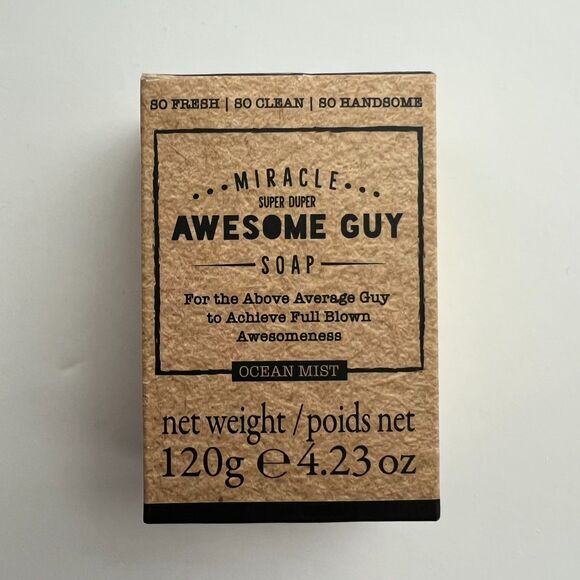 SO FRESH | SO CLEAN | SO HANDSOME
MIRACLE
SUPER DUPER
AWESOME GUY
SOAP
For the Above Average Guy
to Achieve Full Blown
Awesomeness
OCEAN MIST
net weight / poids net
120g ℮ 4.23 oz